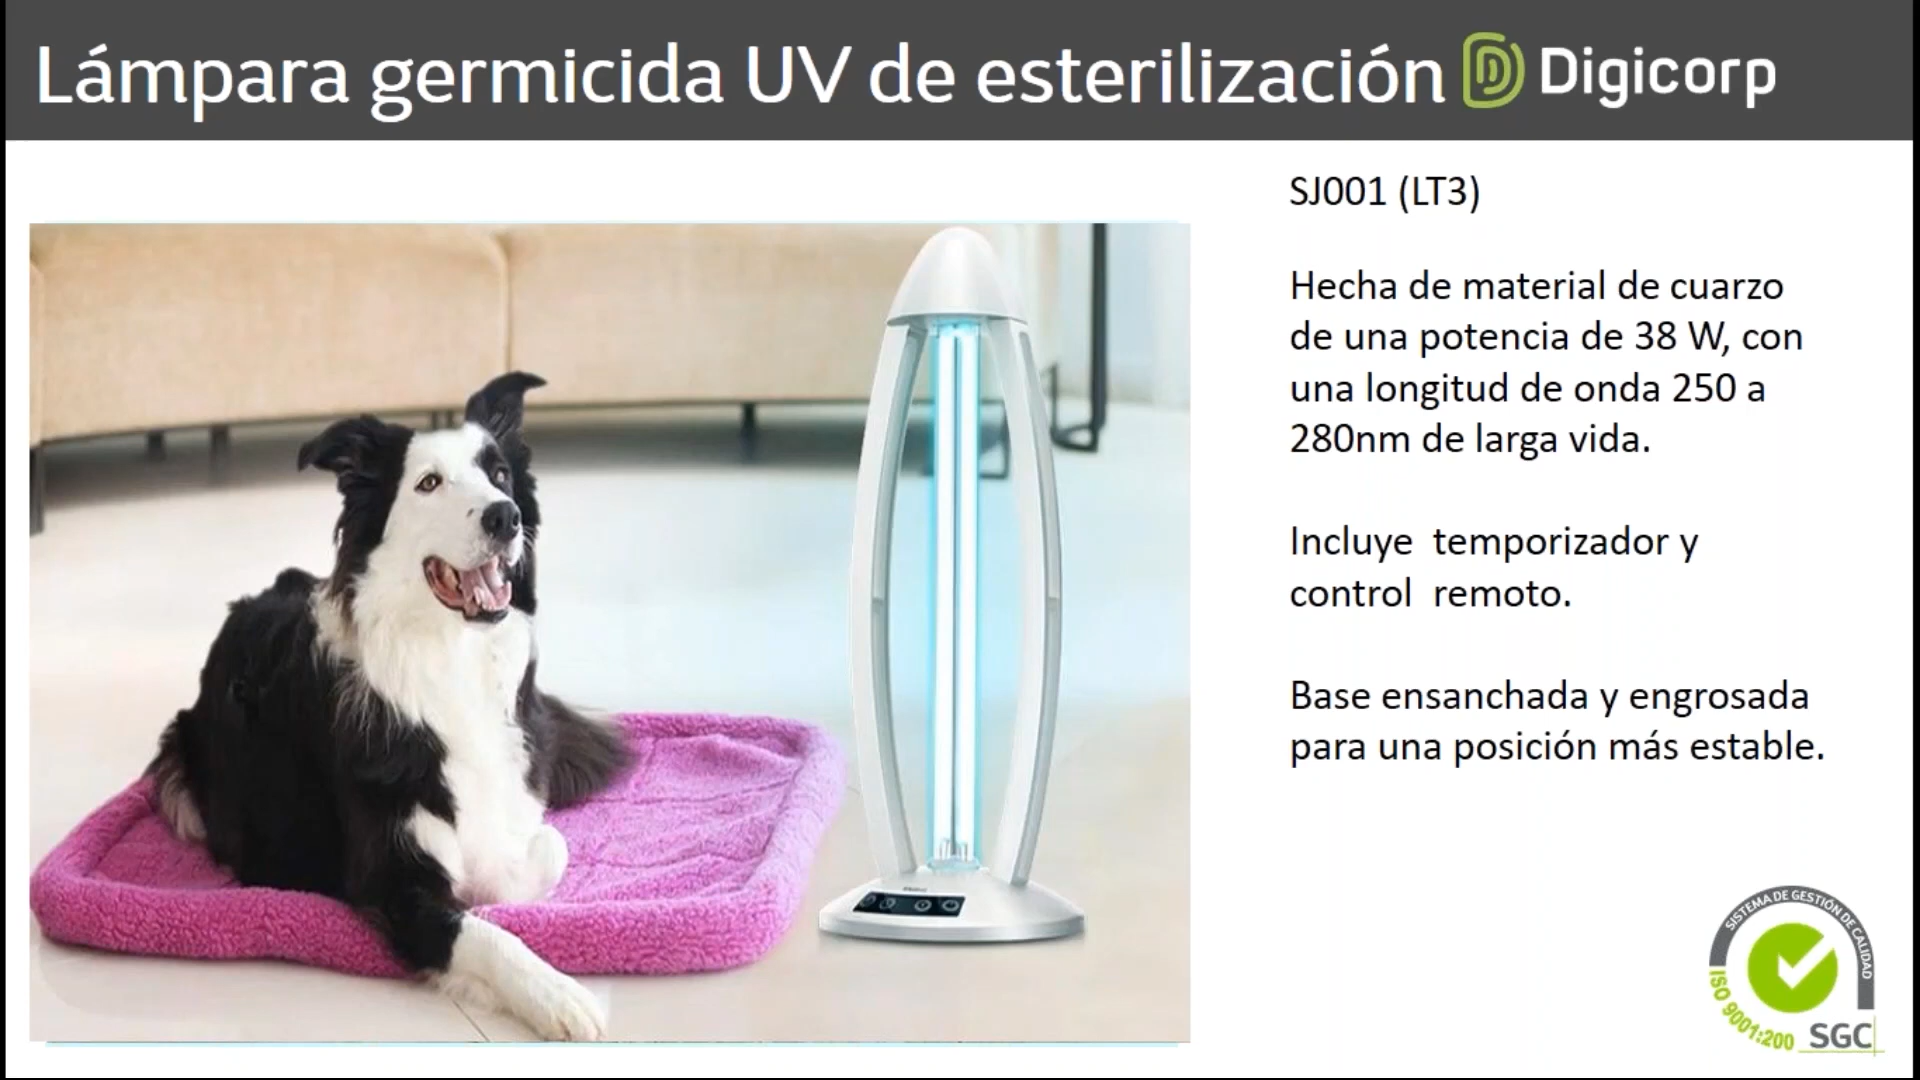 Lámpara germicida UV de esterilización Digicorp
SJ001 (LT3)
Hecha de material de cuarzo
de una potencia de 38 W, con
una longitud de onda 250 a
280nm de larga vida.
Incluye temporizador y
control remoto.
Base ensanchada y engrosada
para una posición más estable.
SISTEMA DE GESTIÓN DE CALIDAD
ISO 9001:200
SGC